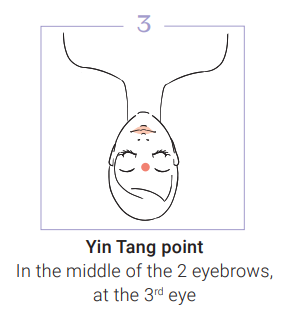 3
Yin Tang point
In the middle of the 2 eyebrows,
at the 3rd eye